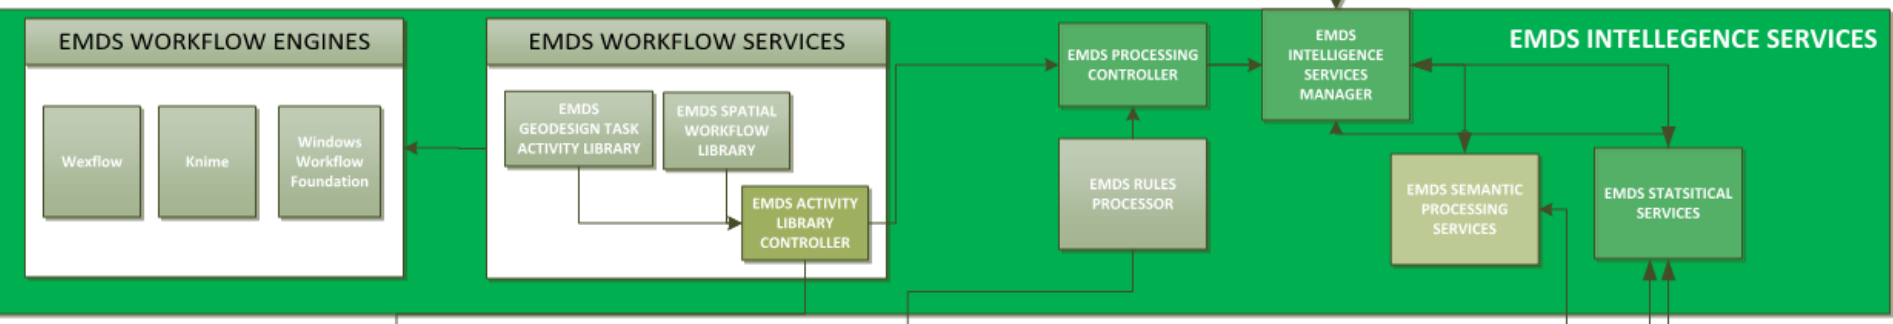 EMDS WORKFLOW ENGINES
Wexflow
Knime
Windows
Workflow
Foundation
EMDS WORKFLOW SERVICES
EMDS
GEODESIGN TASK
ACTIVITY LIBRARY
EMDS SPATIAL
WORKFLOW
LIBRARY
EMDS ACTIVITY
LIBRARY
CONTROLLER
EMDS PROCESSING
CONTROLLER
EMDS RULES
PROCESSOR
EMDS
INTELLIGENCE
SERVICES
MANAGER
EMDS INTELLEGENCE SERVICES
EMDS SEMANTIC
PROCESSING
SERVICES
EMDS STATSITICAL
SERVICES